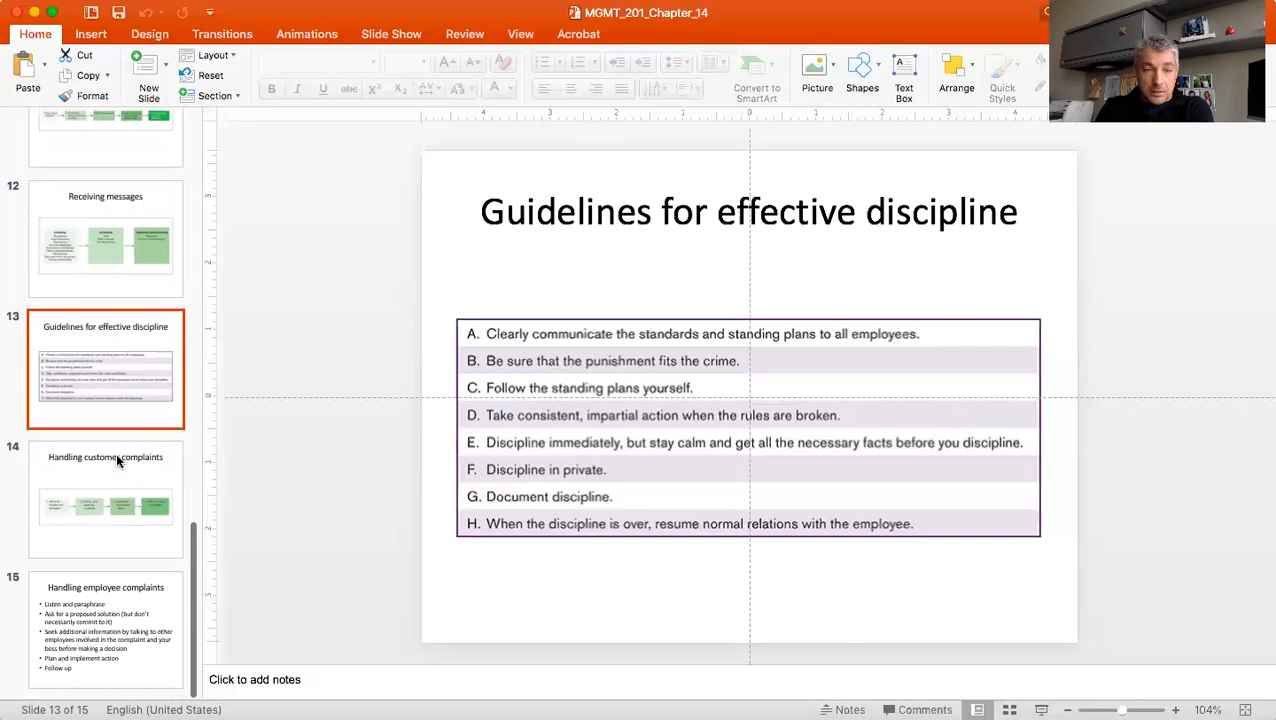 MGMT_201_Chapter_14
Home Insert Design Transitions Animations Slide Show Review View Acrobat
Cut
Copy
Format
Paste
New
Slide
Layout
Reset
Section
Convert to
SmartArt
Picture
Shapes
Text
Box
Arrange
Quick
Styles
12
Receiving messages
13
Guidelines for effective discipline
14
Handling customer complaints
15
Handling employee complaints
• Listen and paraphrase
• Ask for a proposed solution (but don't
necessarily commit to it)
• Seek additional information by talking to other
employees involved in the complaint and your
boss before making a decision
• Plan and implement action
• Follow up
Guidelines for effective discipline
A. Clearly communicate the standards and standing plans to all employees.
B. Be sure that the punishment fits the crime.
C. Follow the standing plans yourself.
D. Take consistent, impartial action when the rules are broken.
E. Discipline immediately, but stay calm and get all the necessary facts before you discipline.
F. Discipline in private.
G. Document discipline.
H. When the discipline is over, resume normal relations with the employee.
Click to add notes
Slide 13 of 15 English (United States) Notes Comments 104%